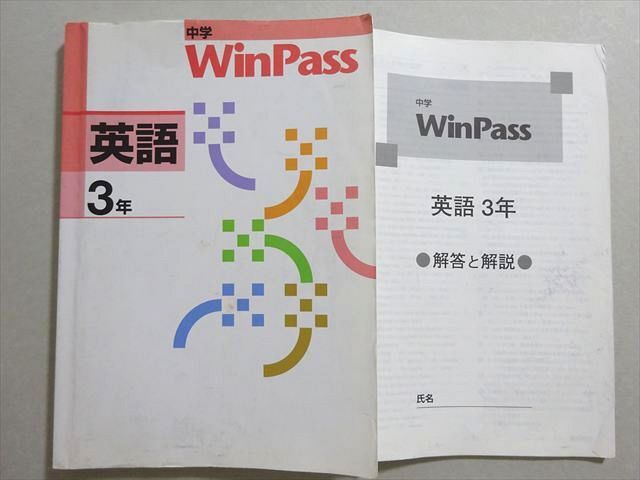 中学
WinPass
英語
3年
中学
WinPass
英語 3年
●解答と解説●
氏名